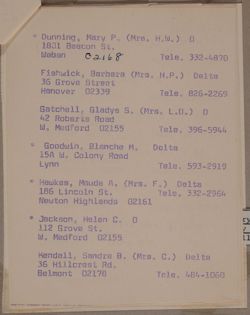 * Dunning, Mary P. (Mrs. H.W.) O
1801 Beacon St.
Waban 02168 Tele. 332-4870
Fishwick, Barbara (Mrs. H.P.) Delta
36 Grove Street
Hanover 02339 Tele. 826-2269
Gatchell, Gladys S. (Mrs. L.O.) O
42 Roberts Road
W. Medford 02155 Tele. 396-5944
* Goodwin, Blanche M. Delta
15A W. Colony Road
Lynn Tele. 593-2919
* Hawkes, Maude A. (Mrs. F.) Delta
186 Lincoln St. Tele. 332-2964
Newton Highlands 02161
* Jackson, Helen C. O
112 Grove St.
W. Medford 02155
Kendall, Sandra B. (Mrs. C.) Delta
36 Hillcrest Rd.
Belmont 02178 Tele. 484-1060